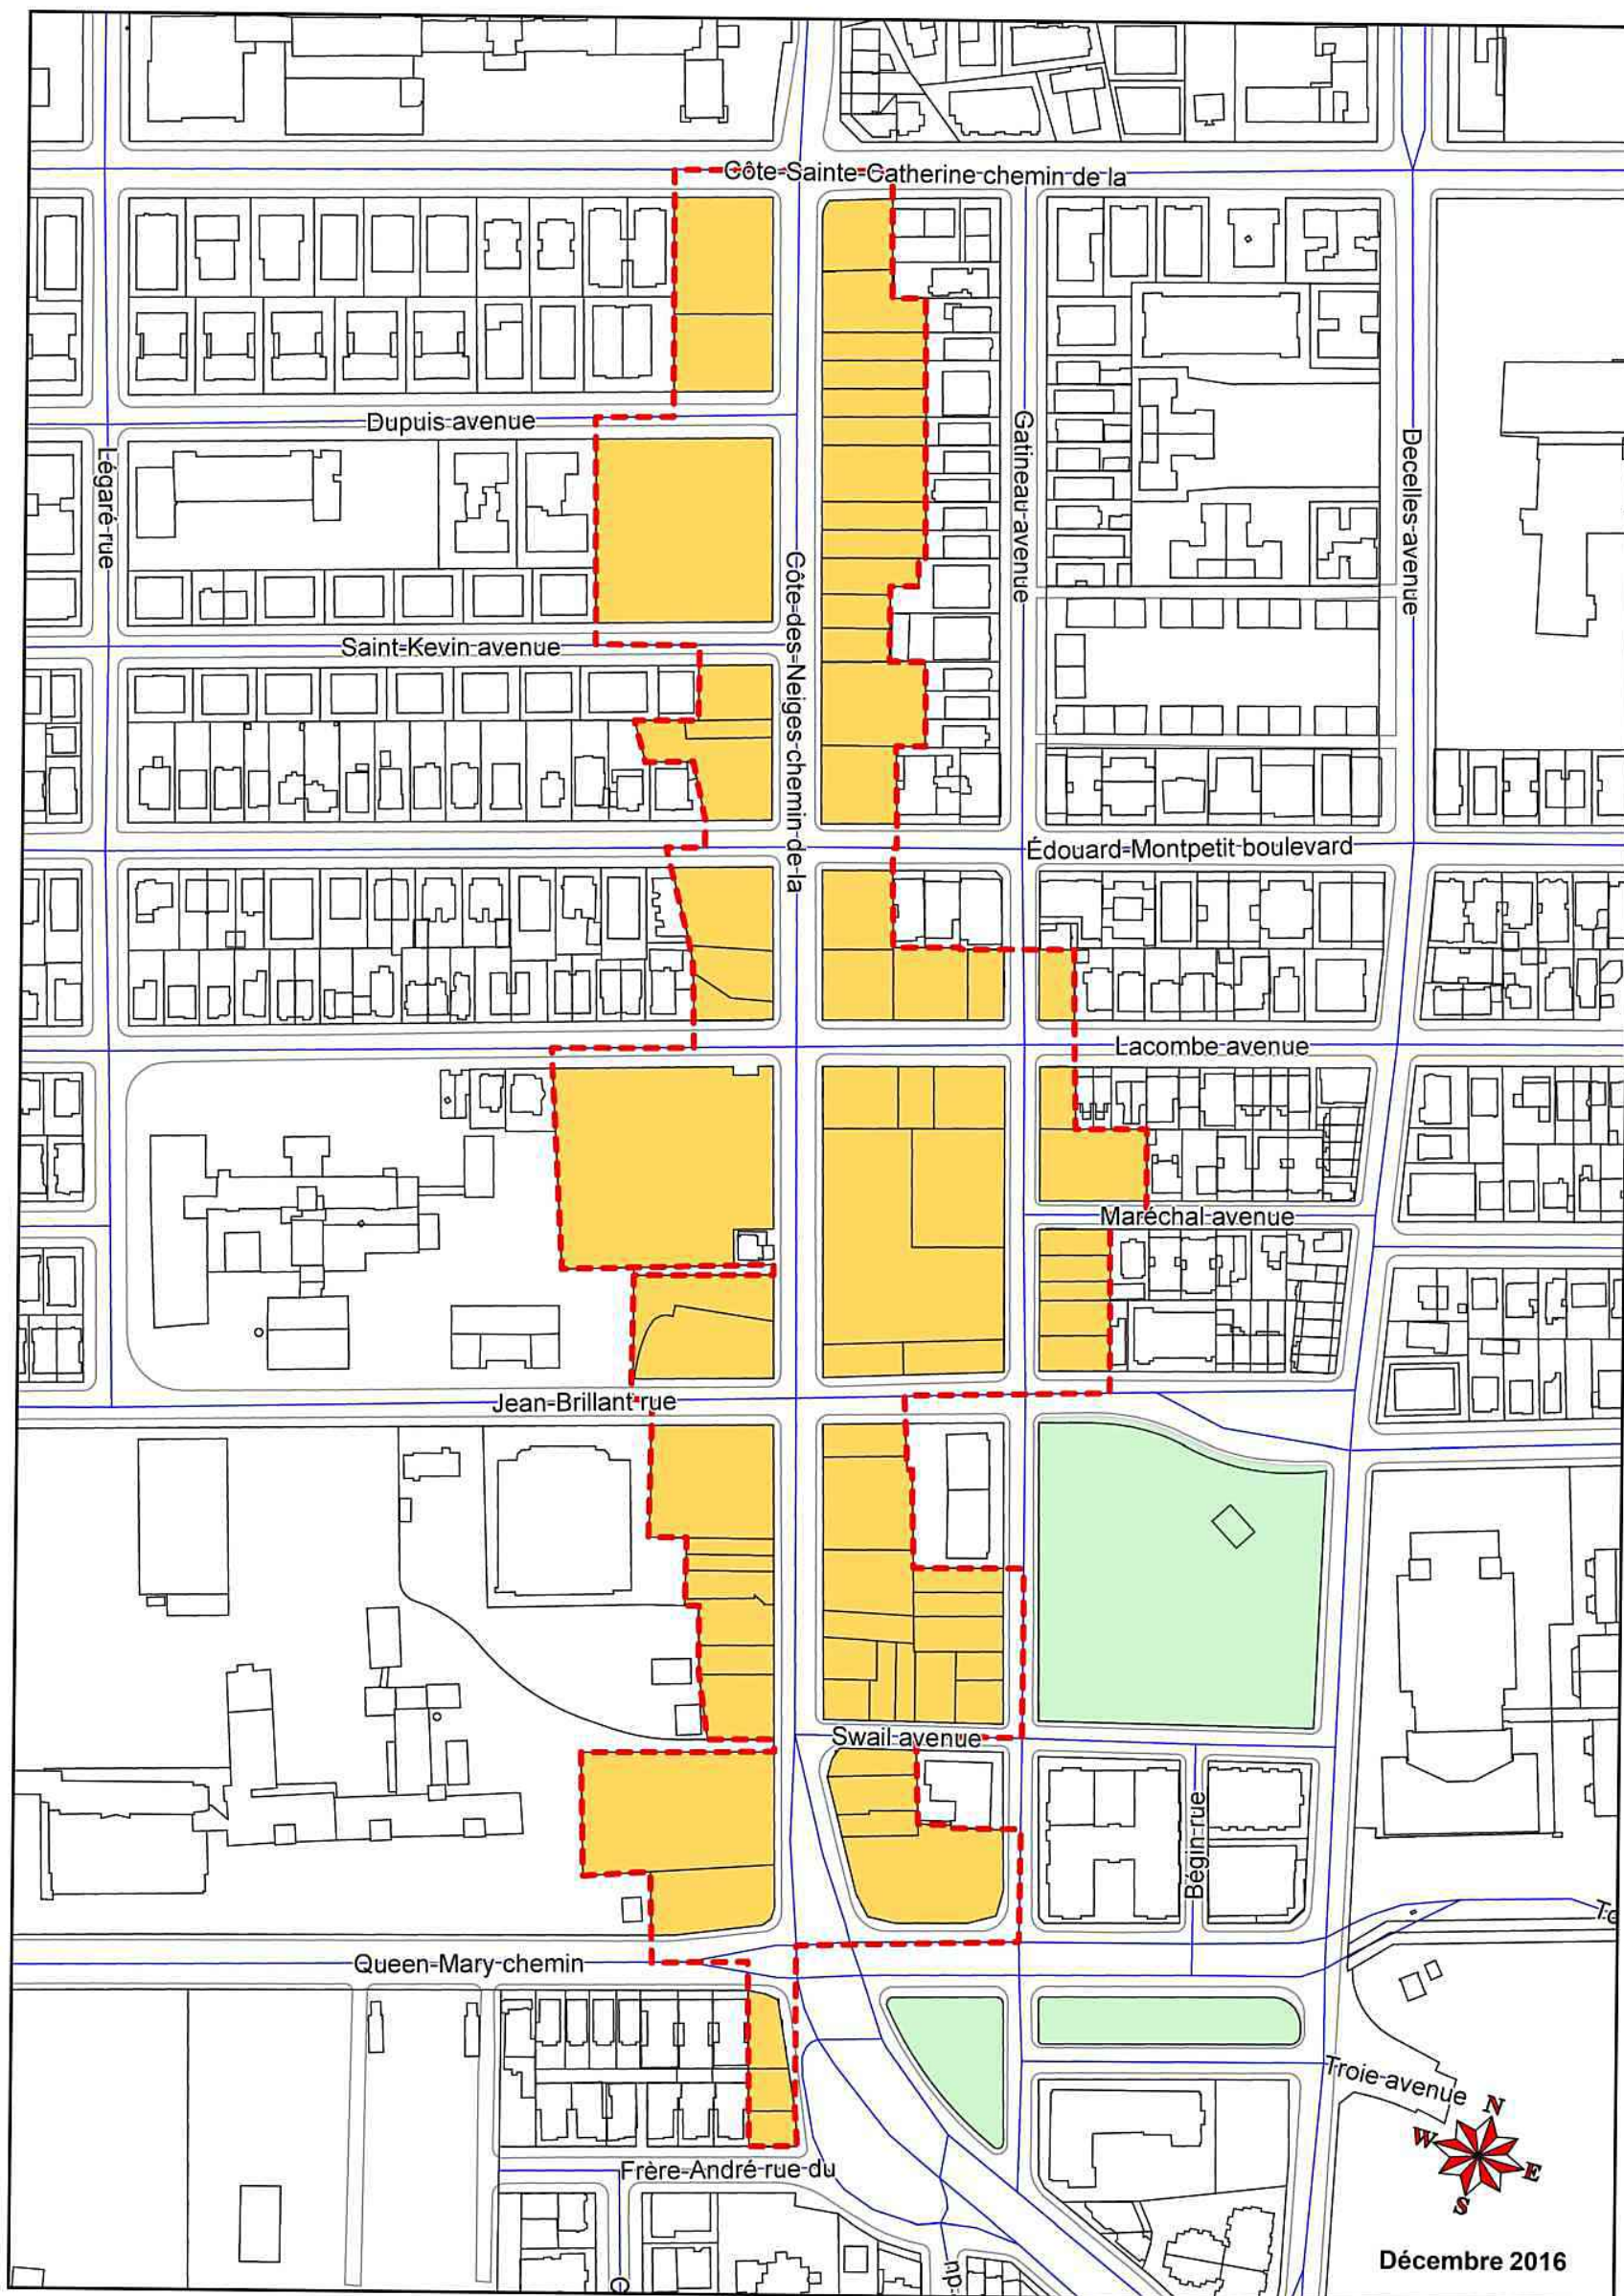 Côte-Sainte-Catherine-chemin-de-la
Dupuis-avenue
Légaré-rue
Gatineau-avenue
Decelles-avenue
Côte-des-Neiges-chemin-de-la
Saint-Kevin-avenue
Édouard-Montpetit-boulevard
Lacombe-avenue
Maréchal-avenue
Jean-Brillant-rue
Swail-avenue
Bégin-rue
Queen-Mary-chemin
Troie-avenue
N
W
E
S
Frère-André-rue-du
Décembre 2016